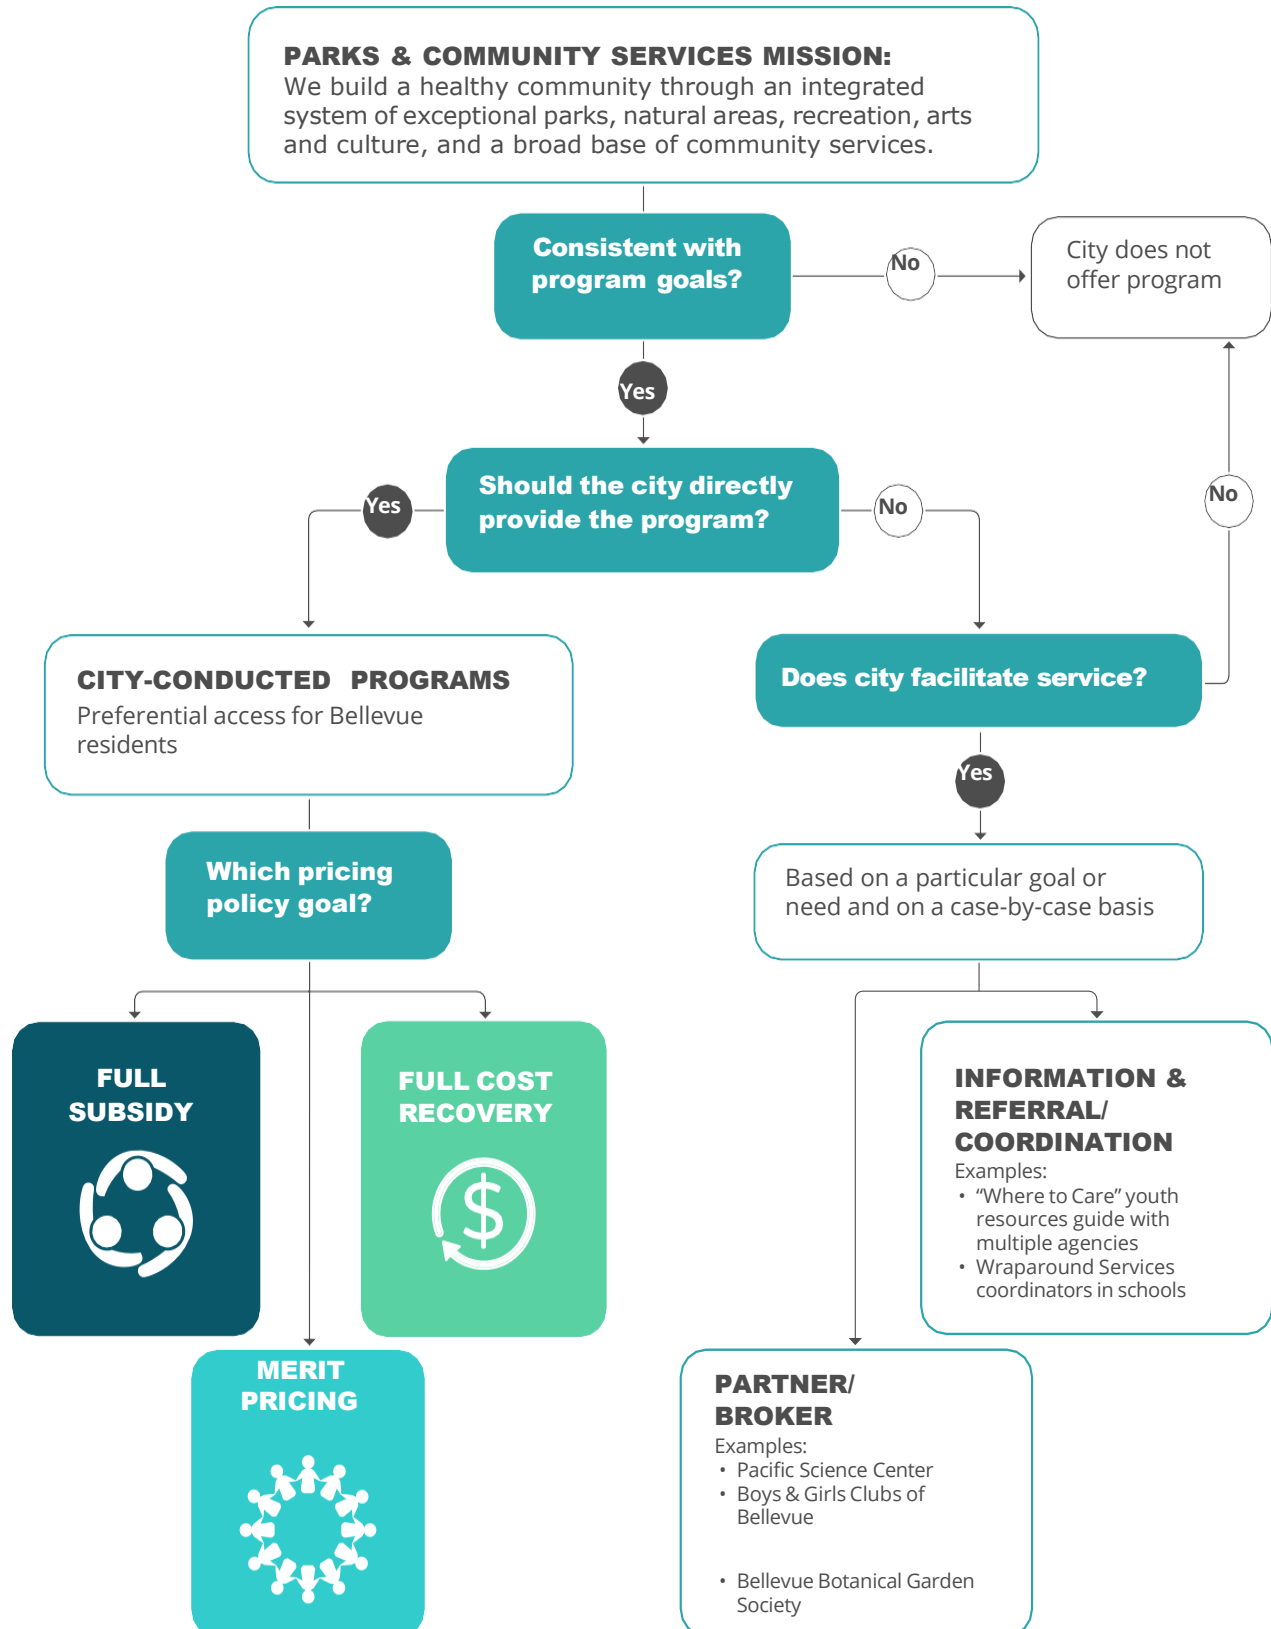 PARKS & COMMUNITY SERVICES MISSION:
We build a healthy community through an integrated
system of exceptional parks, natural areas, recreation, arts
and culture, and a broad base of community services.
Consistent with
program goals?
No
City does not
offer program
Yes
Should the city directly
provide the program?
Yes
No
No
CITY-CONDUCTED PROGRAMS
Preferential access for Bellevue
residents
Does city facilitate service?
Yes
Which pricing
policy goal?
Based on a particular goal or
need and on a case-by-case basis
FULL
SUBSIDY
FULL COST
RECOVERY
$
INFORMATION &
REFERRAL/
COORDINATION
Examples:
• “Where to Care” youth
resources guide with
multiple agencies
• Wraparound Services
coordinators in schools
MERIT
PRICING
PARTNER/
BROKER
Examples:
• Pacific Science Center
• Boys & Girls Clubs of
Bellevue
• Bellevue Botanical Garden
Society